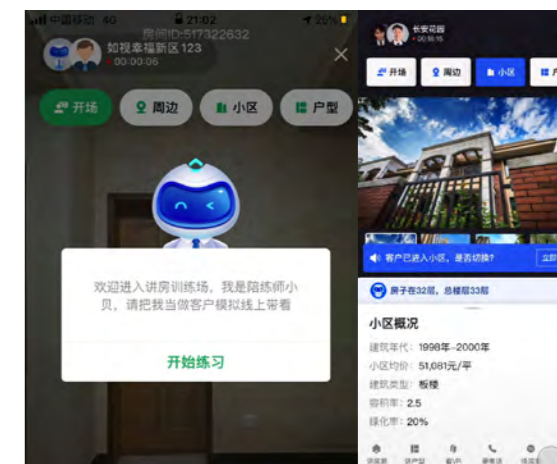 中国移动 4G
21:02
25%
房间ID:517322632
如视幸福新区123
00:00:06
开场
周边
小区
户型
欢迎进入讲房训练场，我是陪练师小
贝，请把我当做客户模拟线上带看
开始练习
长安花园
00:16:15
开场
周边
小区
客户已进入小区，是否切换?
立即
房子在32层，总楼层33层
小区概况
建筑年代：1998年-2000年
小区均价：51,081元/平
建筑类型：板楼
容积率：2.5
绿化率：20%